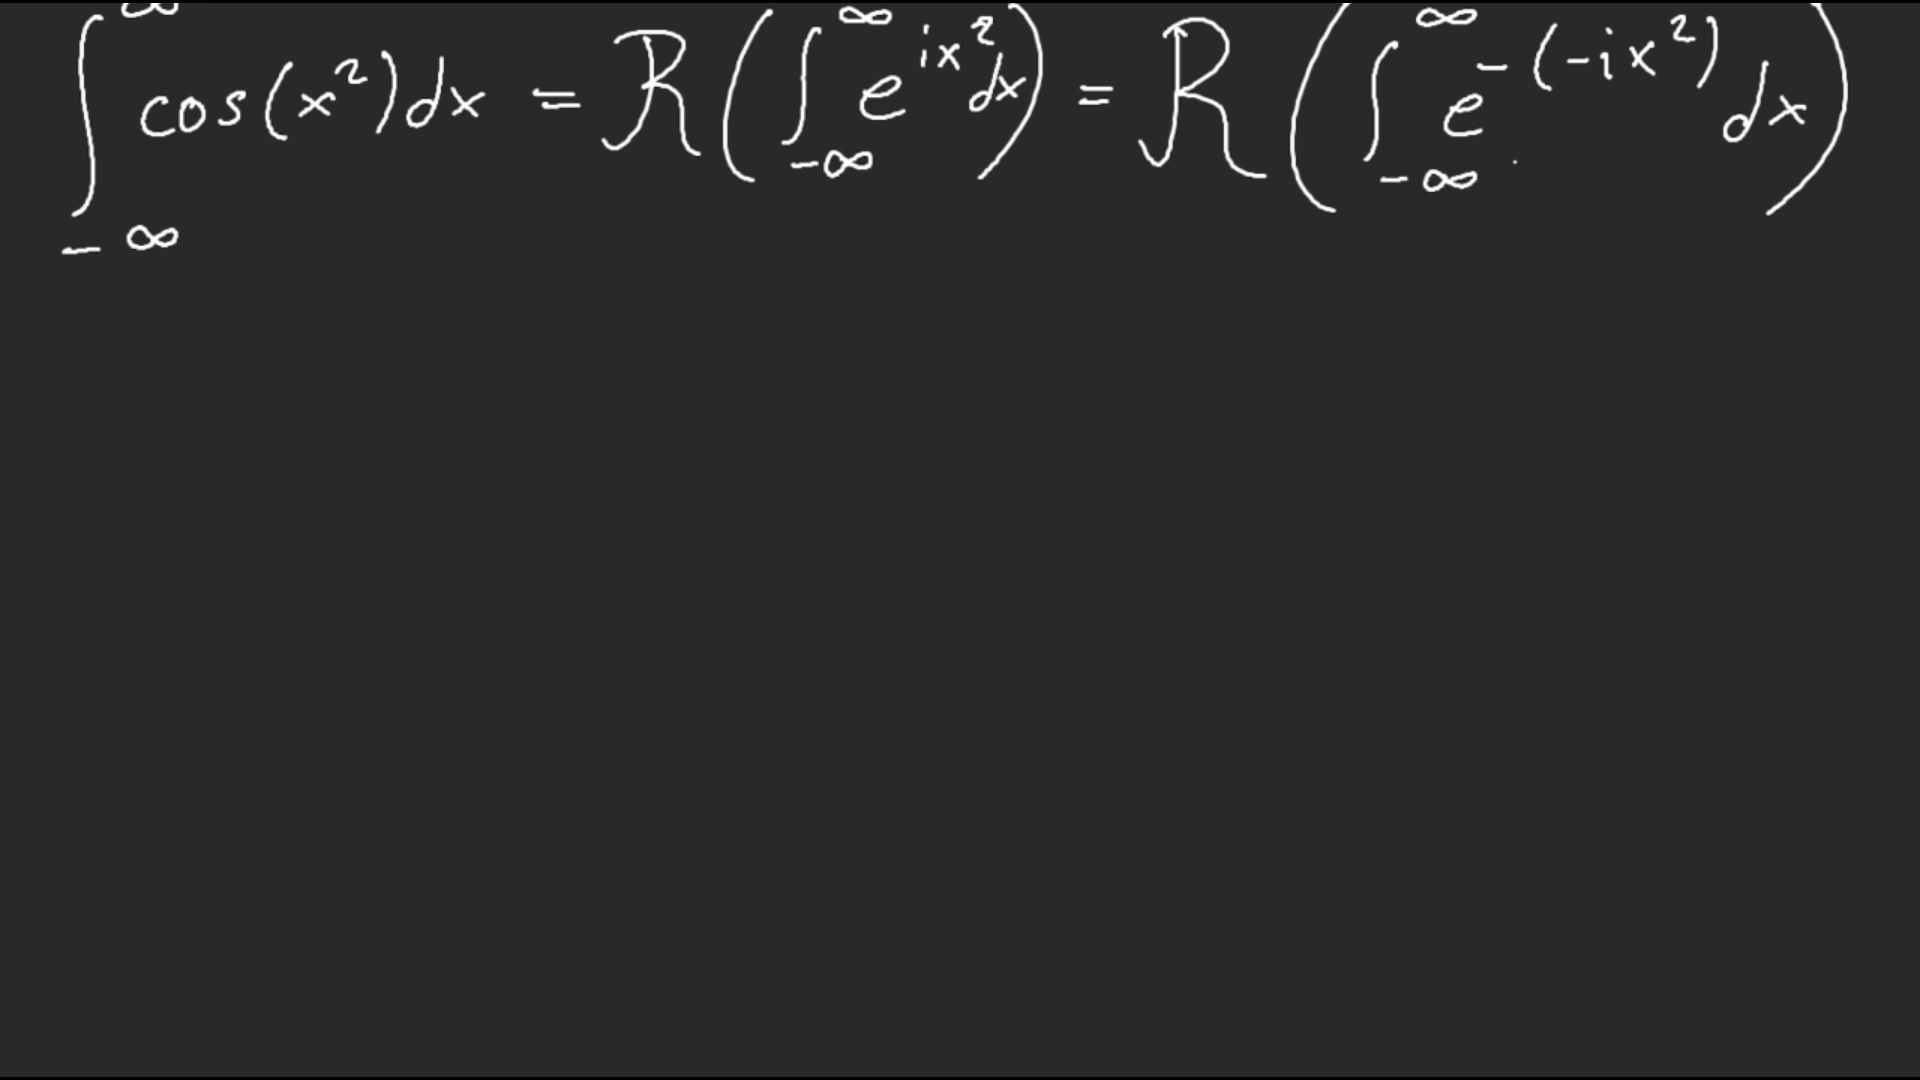 ∫_{-∞}^{∞} cos(x²)dx = R(∫_{-∞}^{∞} e^{ix²}dx) = R(∫_{-∞}^{∞} e^{-(-ix²)}dx)